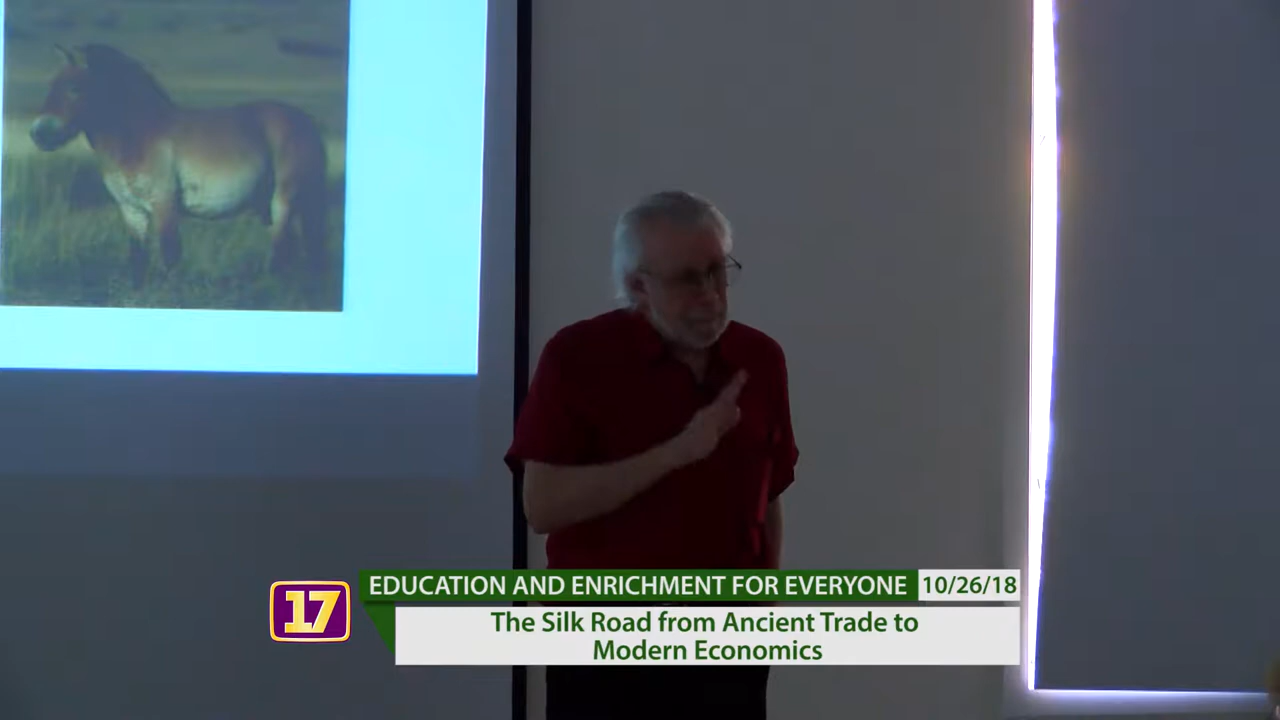 17
EDUCATION AND ENRICHMENT FOR EVERYONE 10/26/18
The Silk Road from Ancient Trade to
Modern Economics